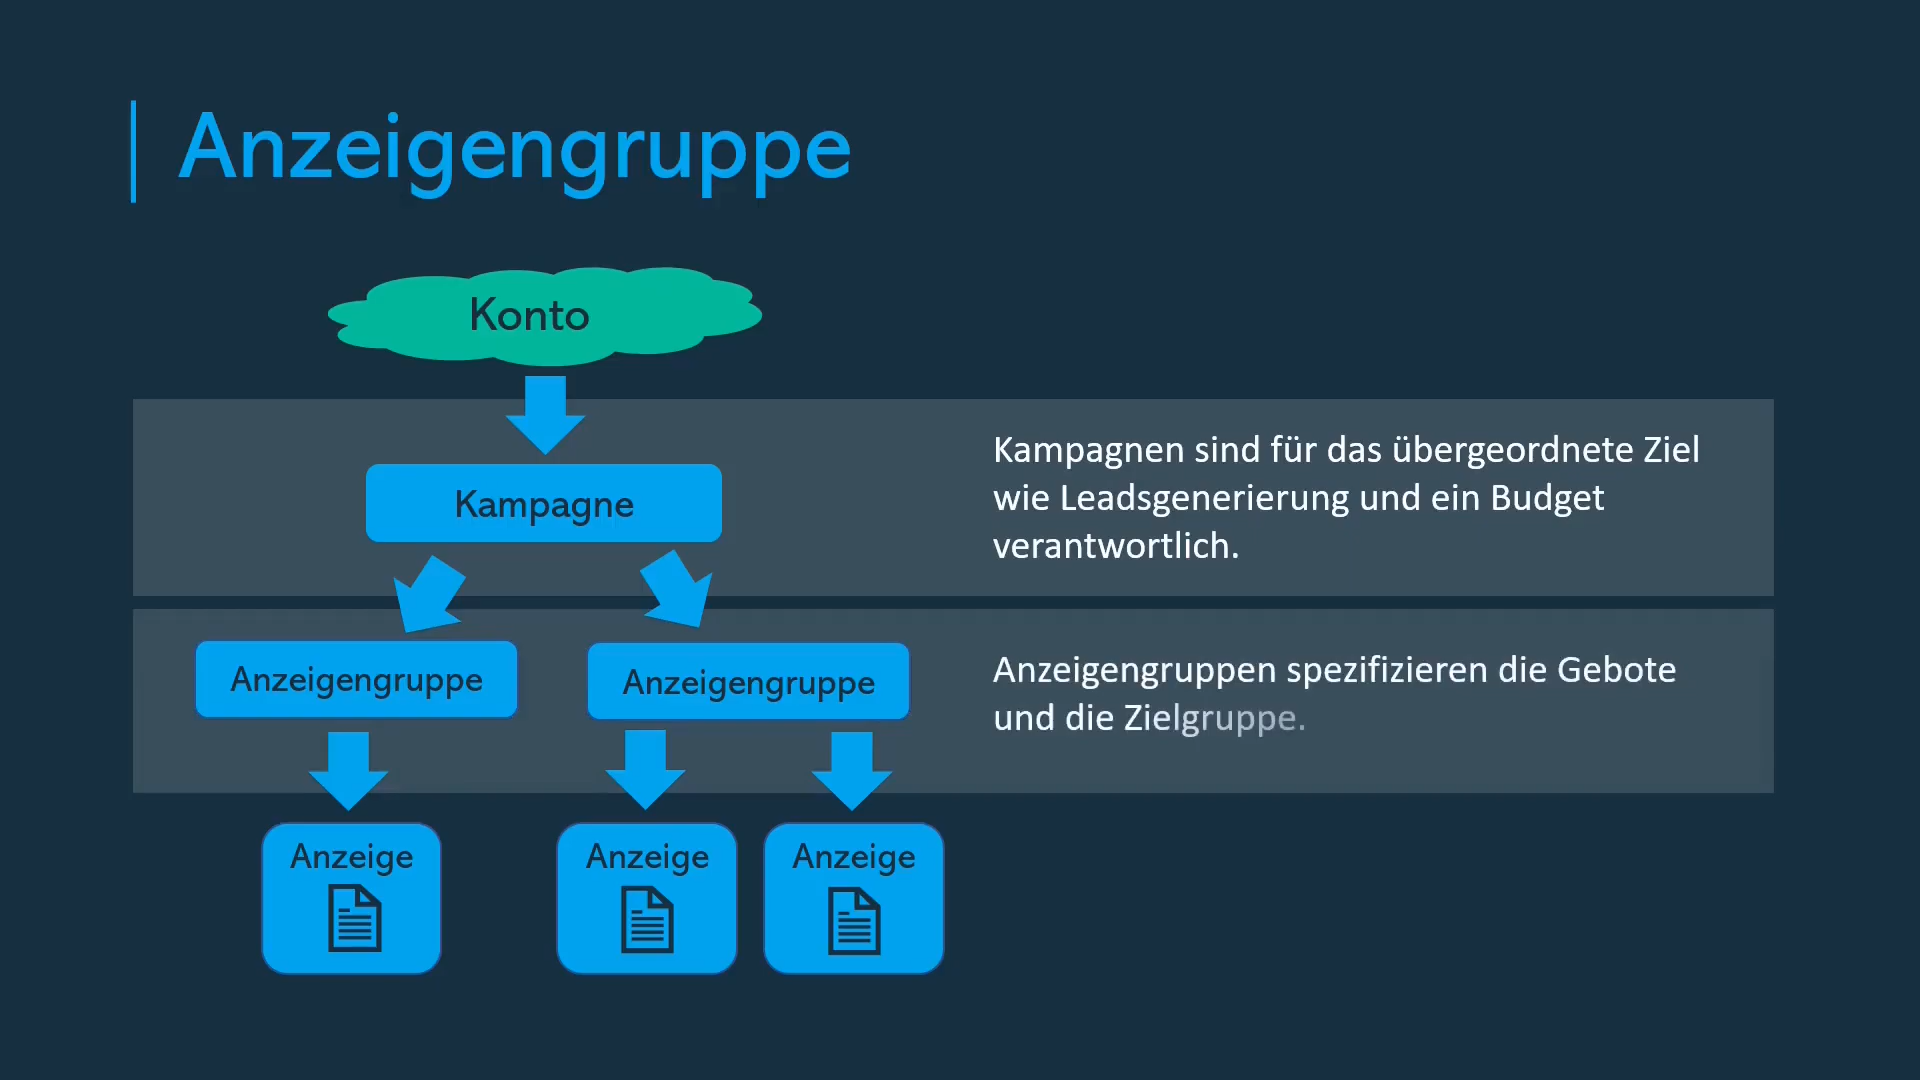 Anzeigengruppe
Konto
Kampagne
Kampagnen sind für das übergeordnete Ziel
wie Leadsgenerierung und ein Budget
verantwortlich.
Anzeigengruppe
Anzeigengruppe
Anzeigengruppen spezifizieren die Gebote
und die Zielgruppe.
Anzeige
Anzeige
Anzeige